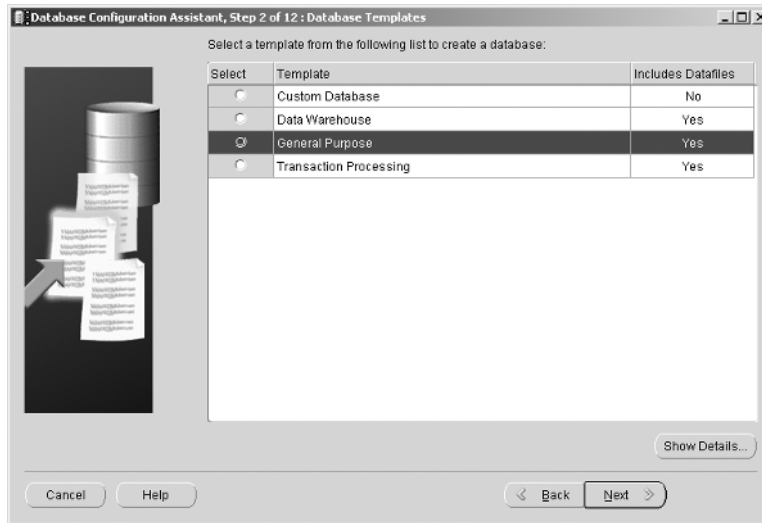 Database Configuration Assistant, Step 2 of 12 : Database Templates
Select a template from the following list to create a database:
Select Template Includes Datafiles
Custom Database No
Data Warehouse Yes
General Purpose Yes
Transaction Processing Yes
Show Details...
Cancel Help Back Next